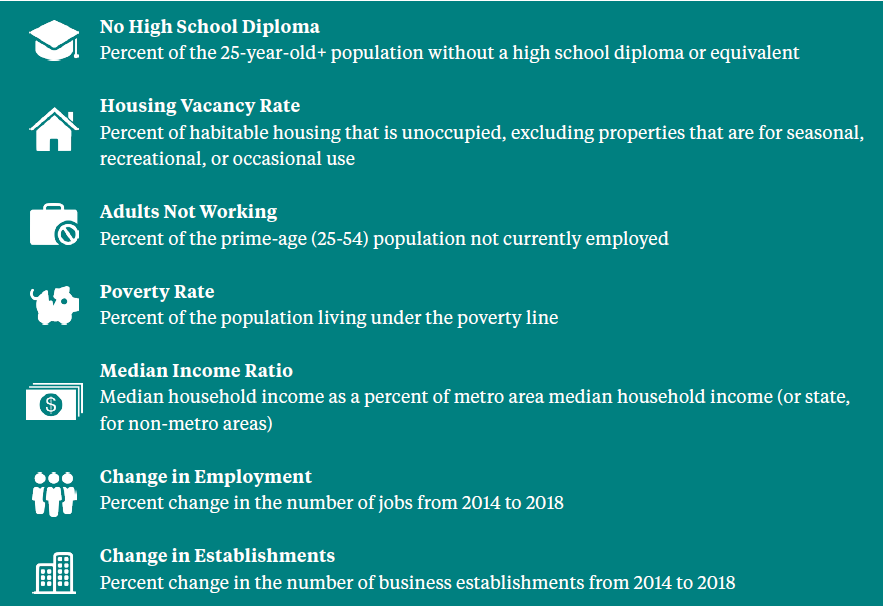 No High School Diploma
Percent of the 25-year-old+ population without a high school diploma or equivalent
Housing Vacancy Rate
Percent of habitable housing that is unoccupied, excluding properties that are for seasonal,
recreational, or occasional use
Adults Not Working
Percent of the prime-age (25-54) population not currently employed
Poverty Rate
Percent of the population living under the poverty line
Median Income Ratio
Median household income as a percent of metro area median household income (or state,
for non-metro areas)
$
Change in Employment
Percent change in the number of jobs from 2014 to 2018
Change in Establishments
Percent change in the number of business establishments from 2014 to 2018